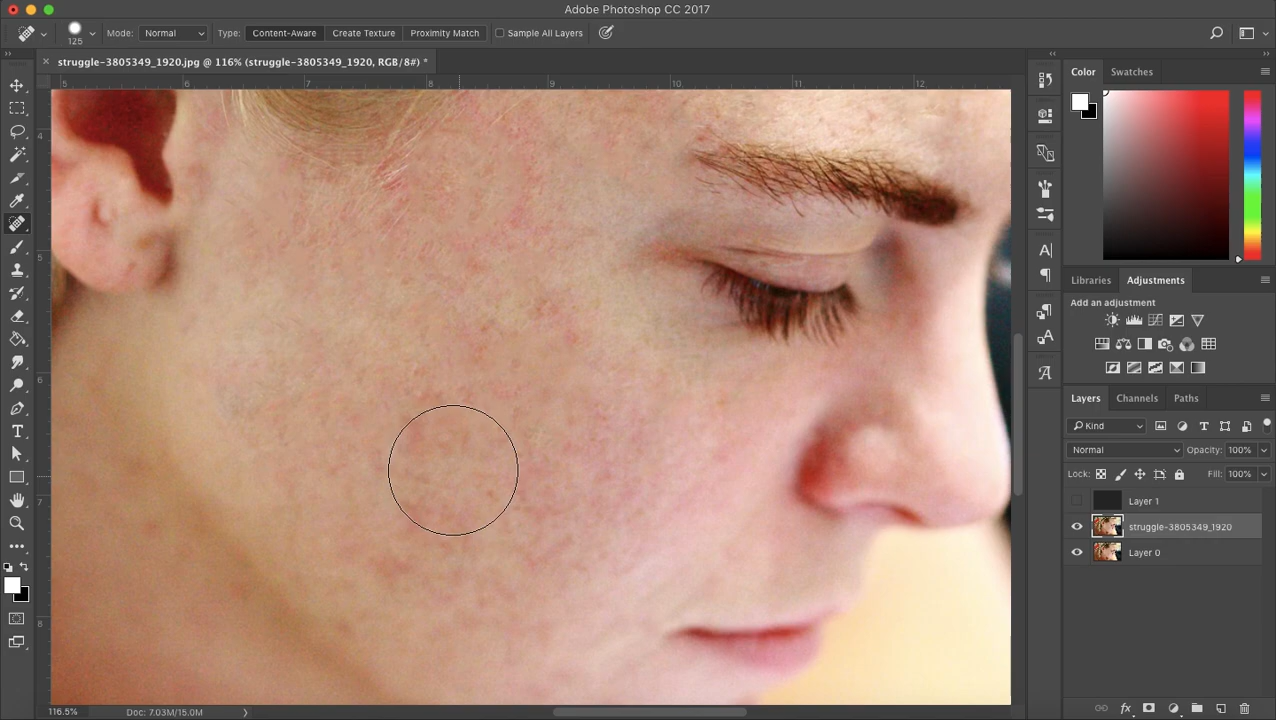 Adobe Photoshop CC 2017
125 Mode: Normal Type: Content-Aware Create Texture Proximity Match Sample All Layers
struggle-3805349_1920.jpg @ 116% (struggle-3805349_1920, RGB/8#) *
5 6 7 8 9 10 11 12
4
5
6
7
8
Color Swatches
Libraries Adjustments
Add an adjustment
Layers Channels Paths
Kind
Normal Opacity: 100%
Lock: Fill: 100%
Layer 1
struggle-3805349_1920
Layer 0
116.5% Doc: 7.03M/15.0M
fx